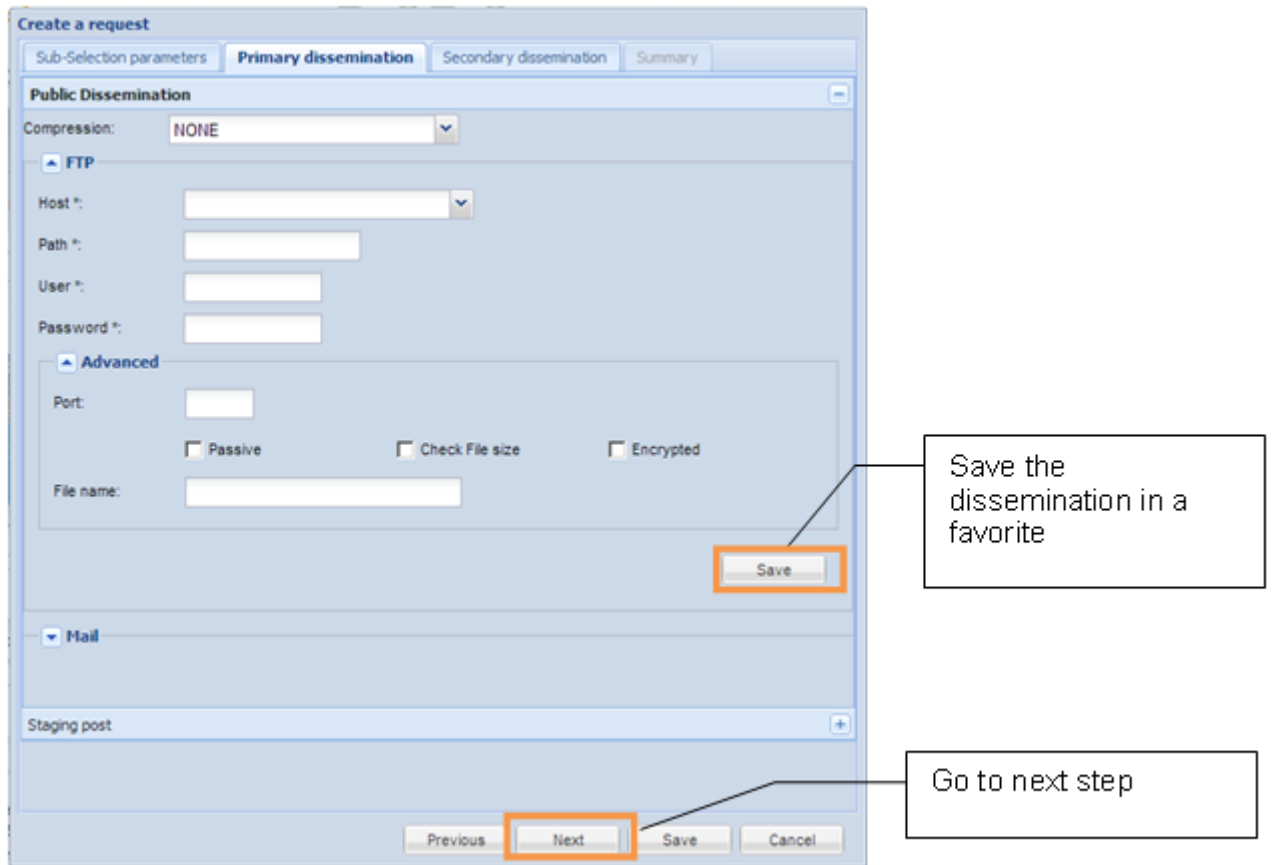 Create a request
Sub-Selection parameters Primary dissemination Secondary dissemination Summary
Public Dissemination
Compression: NONE
FTP
Host *:
Path *:
User *:
Password *:
Advanced
Port:
Passive Check File size Encrypted
File name:
Save
Save the
dissemination in a
favorite
Mail
Staging post
Go to next step
Previous Next Save Cancel